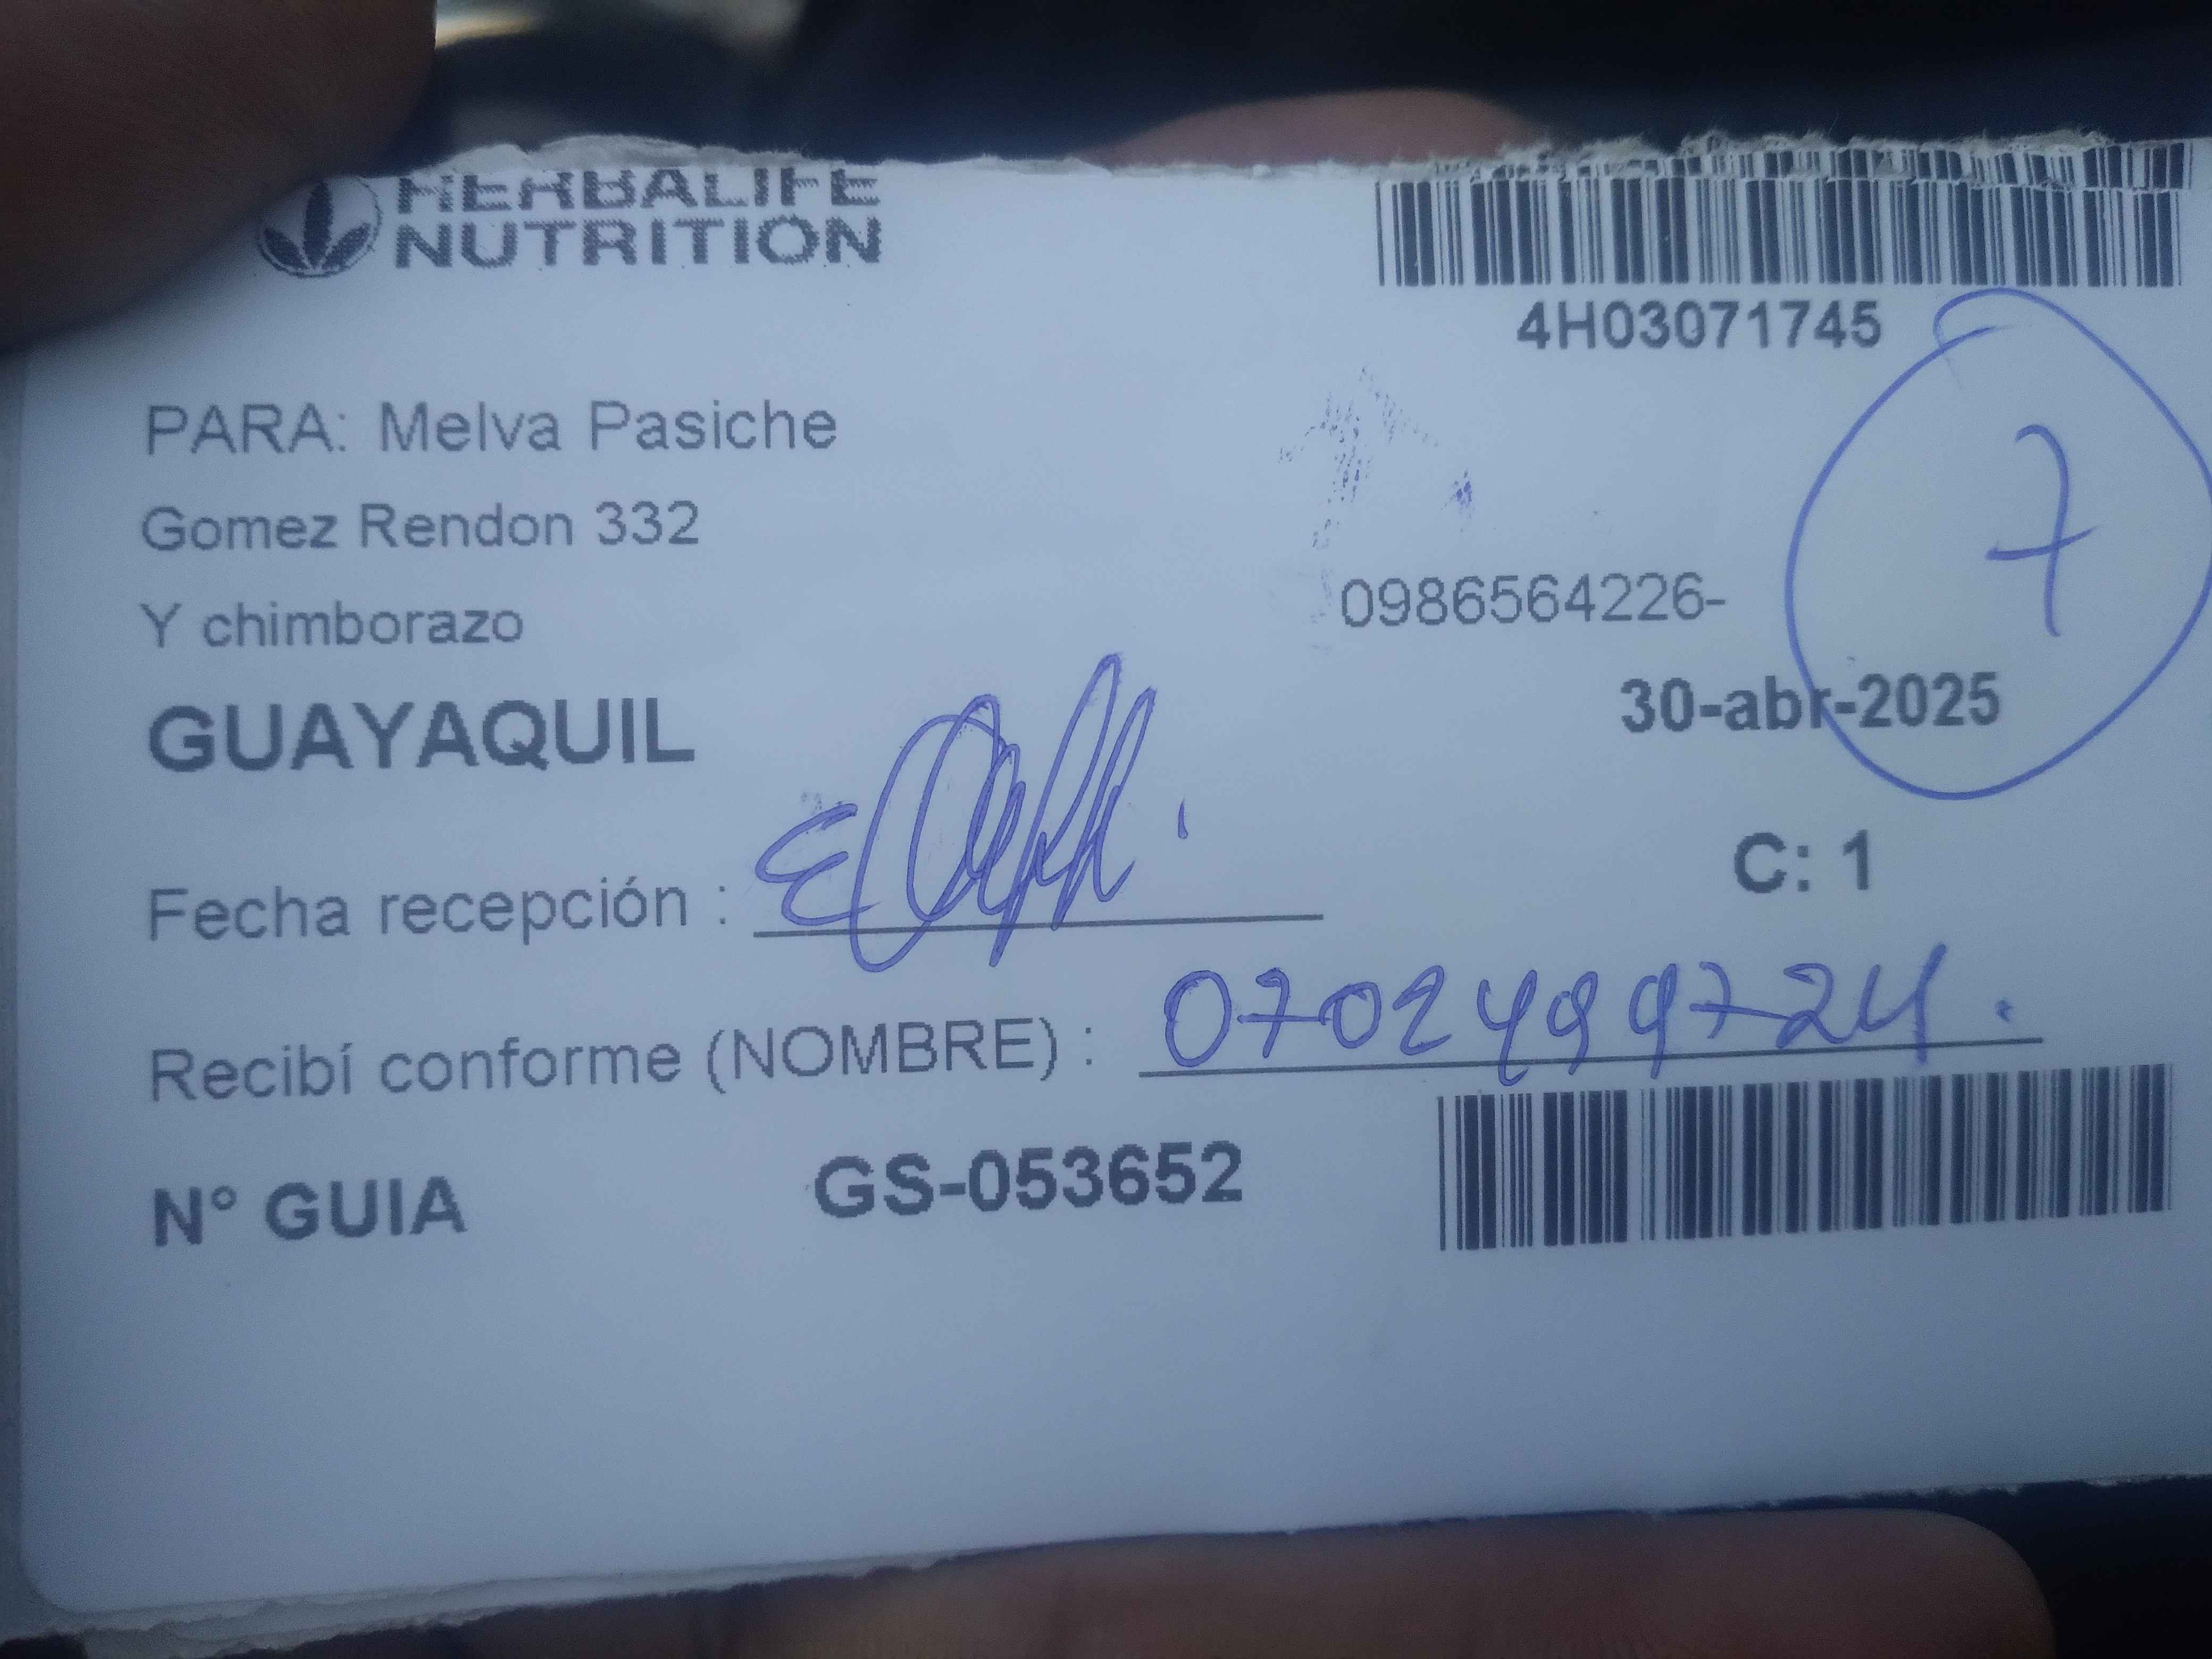 HERBALIFE
NUTRITION
4H03071745
PARA: Melva Pasiche
Gomez Rendon 332
Y chimborazo
0986564226-
7
GUAYAQUIL
30-abr-2025
Fecha recepción :
C: 1
Recibí conforme (NOMBRE) : 0702499724.
N° GUIA GS-053652